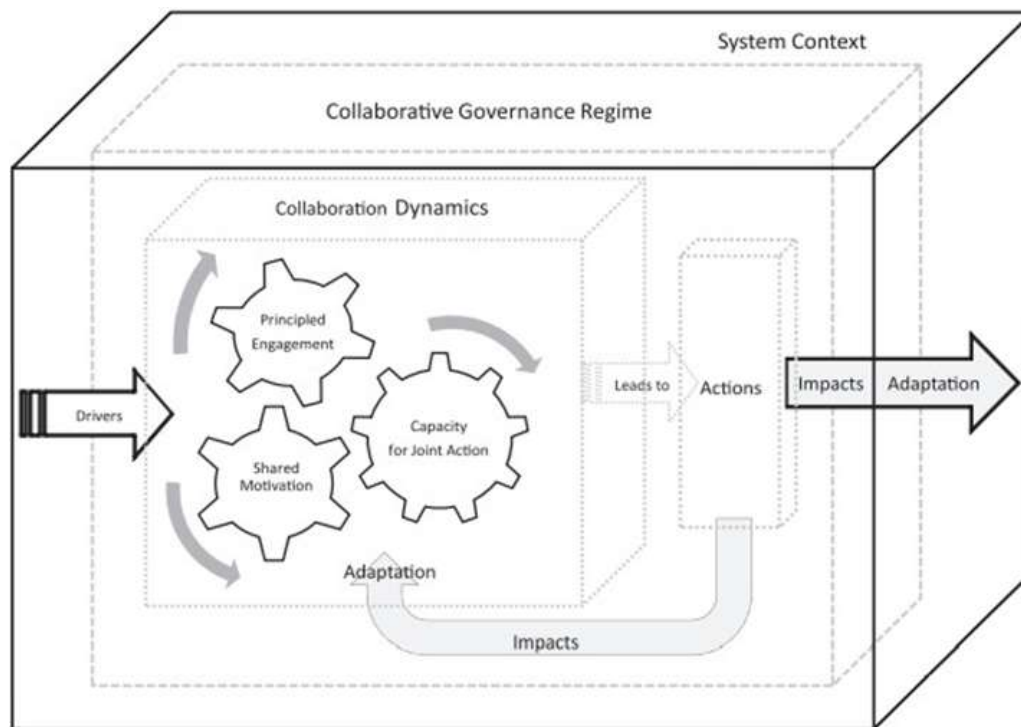 System Context
Collaborative Governance Regime
Collaboration Dynamics
Principled
Engagement
Drivers
Capacity
for Joint Action
Shared
Motivation
Leads to
Actions
Impacts
Adaptation
Adaptation
Impacts